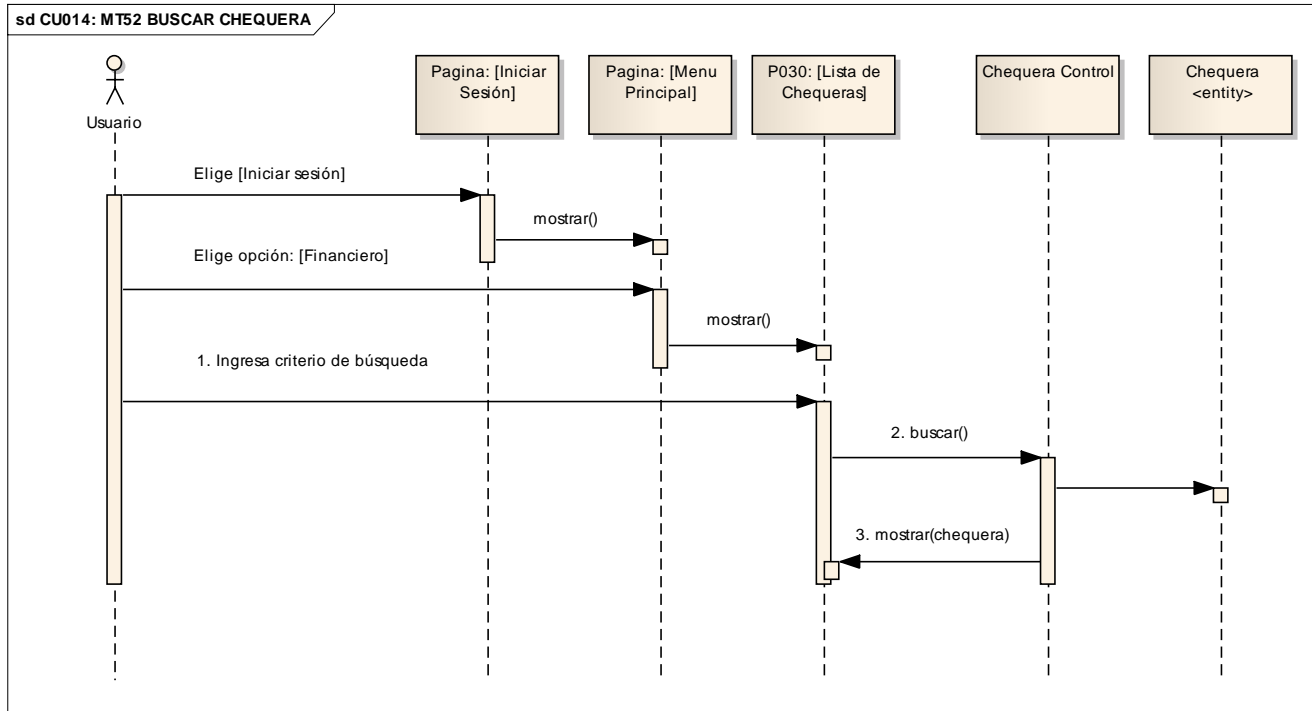 sd CU014: MT52 BUSCAR CHEQUERA
Usuario
Pagina: [Iniciar
Sesión]
Pagina: [Menu
Principal]
P030: [Lista de
Chequeras]
Chequera Control
Chequera
<entity>
Elige [Iniciar sesión]
mostrar()
Elige opción: [Financiero]
mostrar()
1. Ingresa criterio de búsqueda
2. buscar()
3. mostrar(chequera)